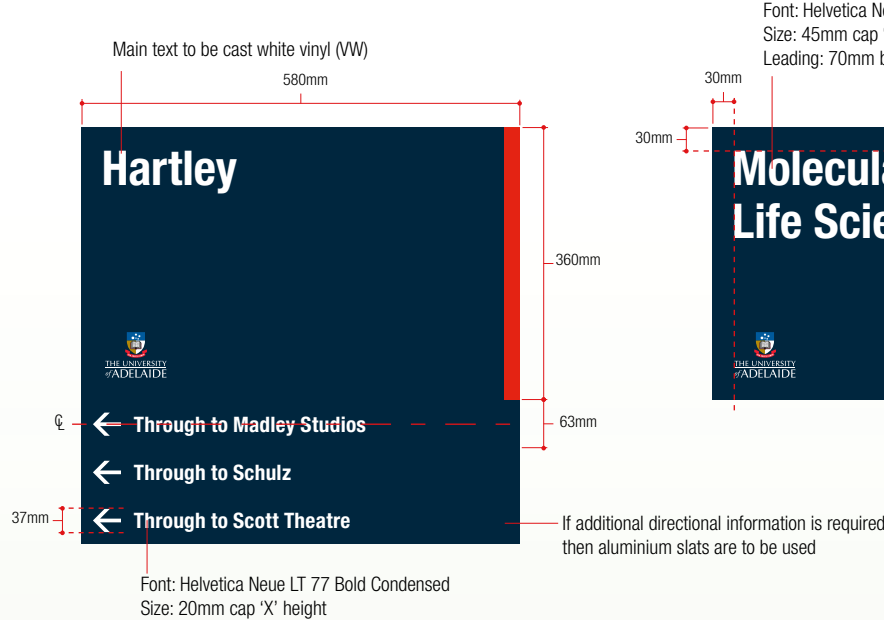 Font: Helvetica Ne
Size: 45mm cap ‘
Leading: 70mm b
Main text to be cast white vinyl (VW)
580mm
30mm
30mm
Hartley
Molecula
Life Scie
360mm
THE UNIVERSITY
of ADELAIDE
THE UNIVERSITY
of ADELAIDE
℄
Through to Madley Studios
63mm
Through to Schulz
37mm
Through to Scott Theatre
If additional directional information is required
then aluminium slats are to be used
Font: Helvetica Neue LT 77 Bold Condensed
Size: 20mm cap ‘X’ height